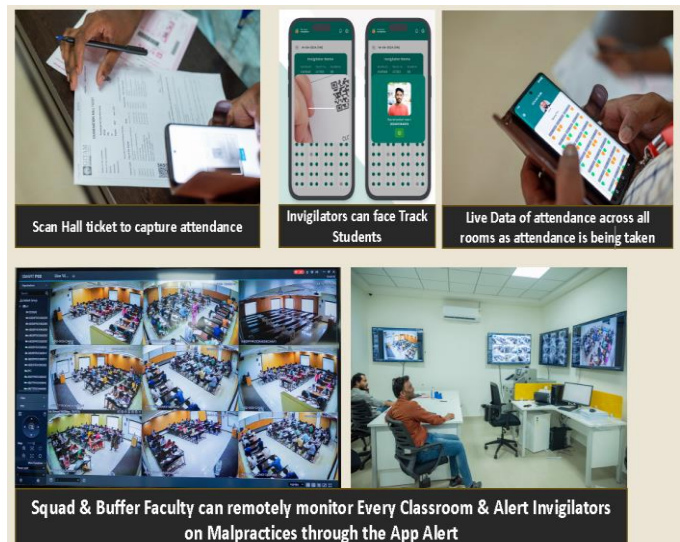 Scan Hall ticket to capture attendance
Invigilator Name
Invigilators can face Track
Students
Live Data of attendance across all
rooms as attendance is being taken
Squad & Buffer Faculty can remotely monitor Every Classroom & Alert Invigilators
on Malpractices through the App Alert